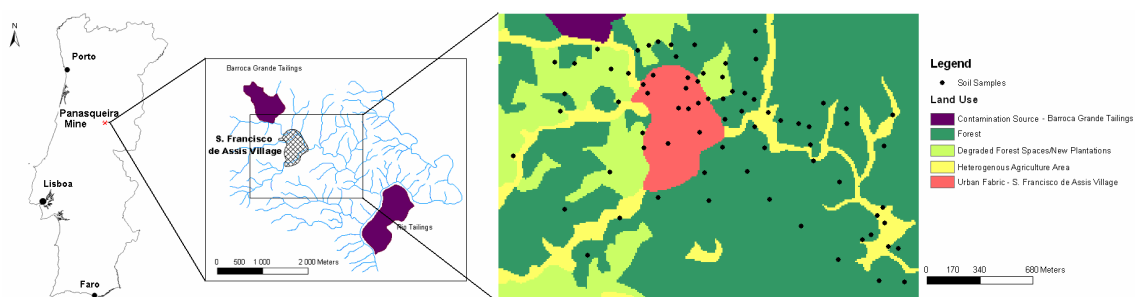 N
Porto
Panasqueira
Mine
Lisboa
Faro
Barroca Grande Tailings
S. Francisco
de Assis Village
Rio Tailings
0 500 1 000 2 000 Meters
Legend
Soil Samples
Land Use
Contamination Source - Barroca Grande Tailings
Forest
Degraded Forest Spaces/New Plantations
Heterogenous Agriculture Area
Urban Fabric - S. Francisco de Assis Village
0 170 340 680 Meters